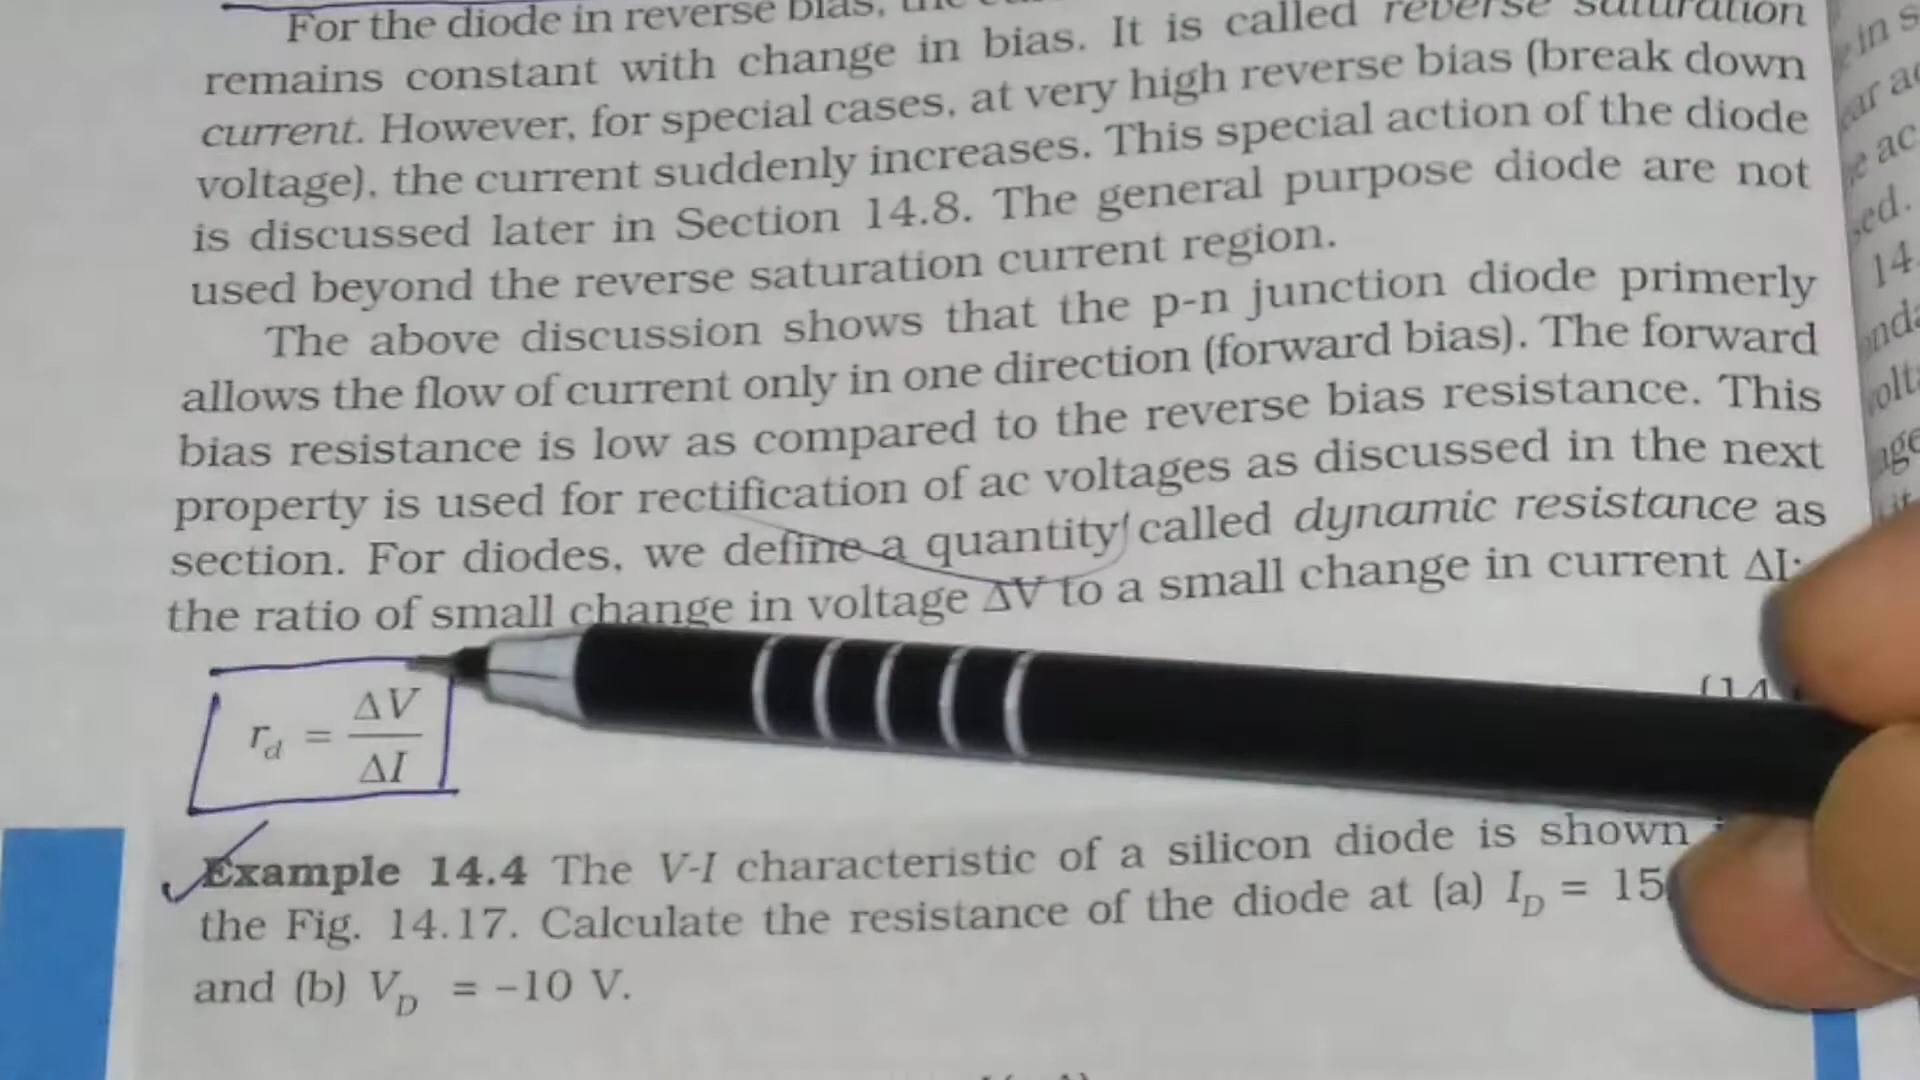 For the diode in reverse bias, the
remains constant with change in bias. It is called reverse saturation
current. However, for special cases, at very high reverse bias (break down
voltage), the current suddenly increases. This special action of the diode
is discussed later in Section 14.8. The general purpose diode are not
used beyond the reverse saturation current region.
The above discussion shows that the p-n junction diode primerly
allows the flow of current only in one direction (forward bias). The forward
bias resistance is low as compared to the reverse bias resistance. This
property is used for rectification of ac voltages as discussed in the next
section. For diodes, we define a quantity called dynamic resistance as
the ratio of small change in voltage ΔV to a small change in current ΔI:
r_d = ΔV / ΔI
Example 14.4 The V-I characteristic of a silicon diode is shown
the Fig. 14.17. Calculate the resistance of the diode at (a) I_D = 15
and (b) V_D = –10 V.